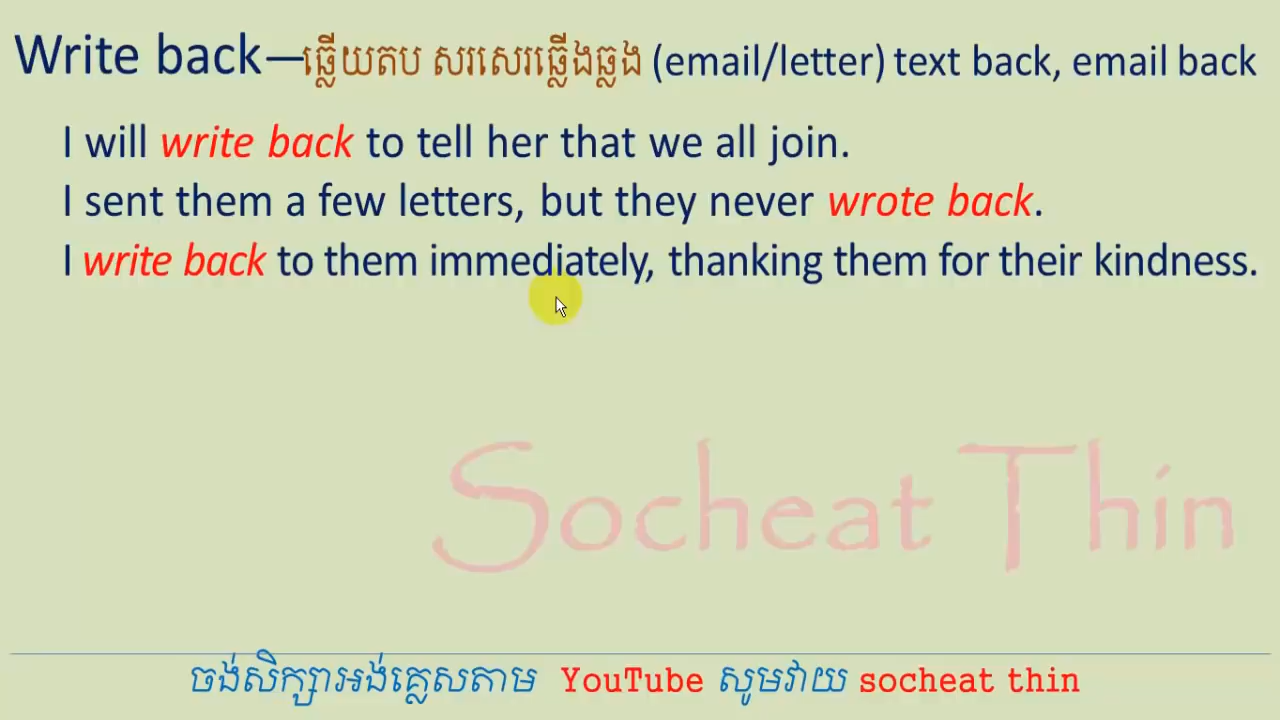 Write back—ឆ្លើយតប សរសេរឆ្លើងឆ្លង (email/letter) text back, email back
I will write back to tell her that we all join.
I sent them a few letters, but they never wrote back.
I write back to them immediately, thanking them for their kindness.
Socheat Thin
ចង់សិក្សាអង់គ្លេសតាម YouTube សូមវាយ socheat thin